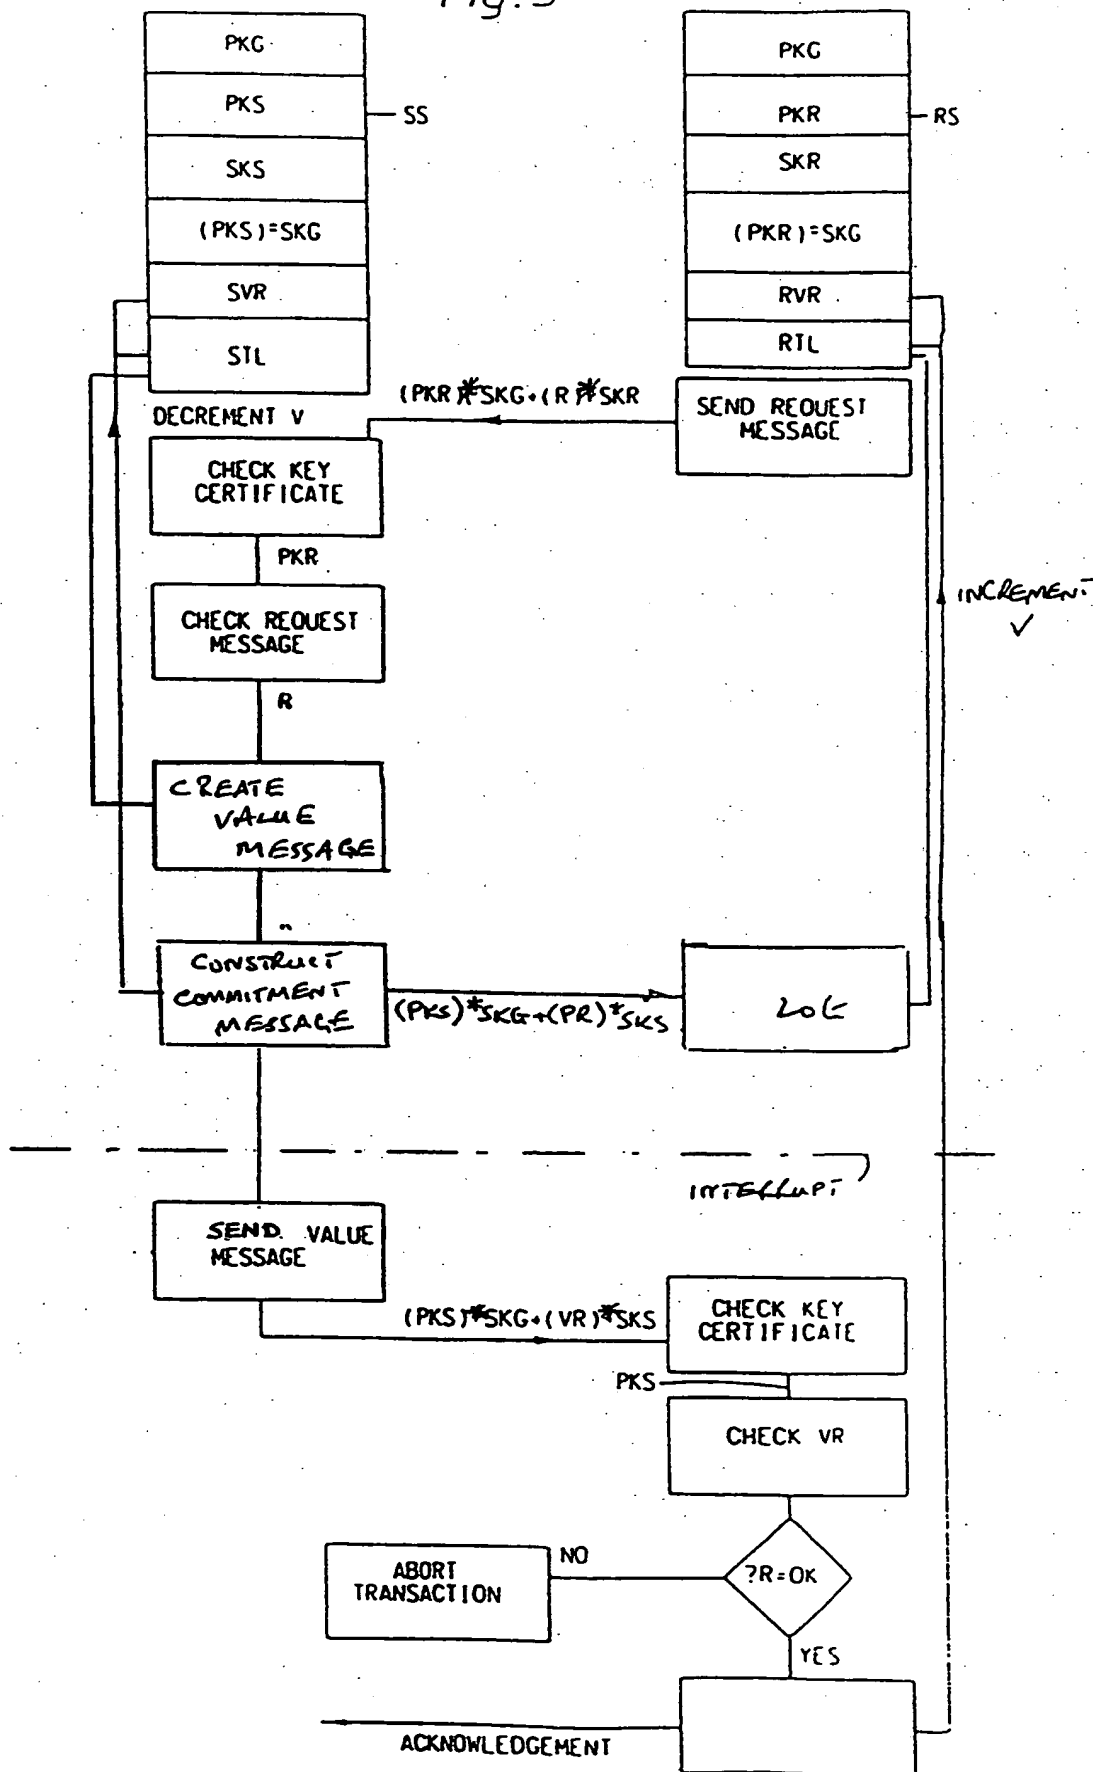 Fig. 5
PKG
PKS
SS
SKS
(PKS)=SKG
SVR
STL
PKG
PKR
RS
SKR
(PKR)=SKG
RVR
RTL
DECREMENT V
(PKR)*SKG+(R)*SKR
SEND REQUEST
MESSAGE
CHECK KEY
CERTIFICATE
PKR
CHECK REQUEST
MESSAGE
R
INCREMENT
V
CREATE
VALUE
MESSAGE
CONSTRUCT
COMMITMENT
MESSAGE
(PKS)*SKG+(PR)*SKS
LOG
INTERRUPT
SEND VALUE
MESSAGE
(PKS)*SKG+(VR)*SKS
CHECK KEY
CERTIFICATE
PKS
CHECK VR
?R=OK
NO
ABORT
TRANSACTION
YES
ACKNOWLEDGEMENT